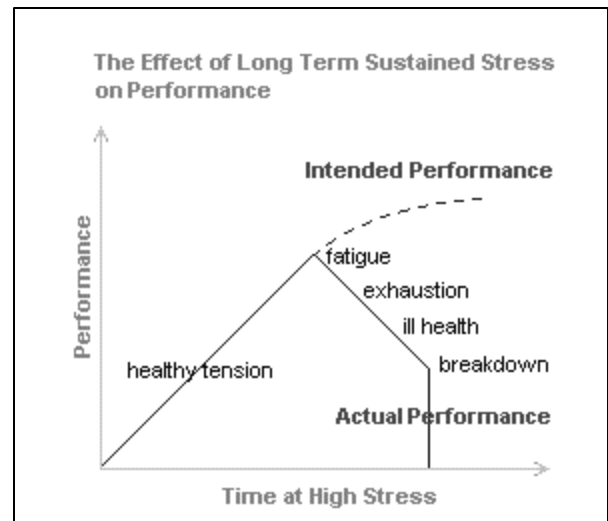 The Effect of Long Term Sustained Stress
on Performance
Intended Performance
fatigue
exhaustion
ill health
healthy tension
breakdown
Actual Performance
Performance
Time at High Stress